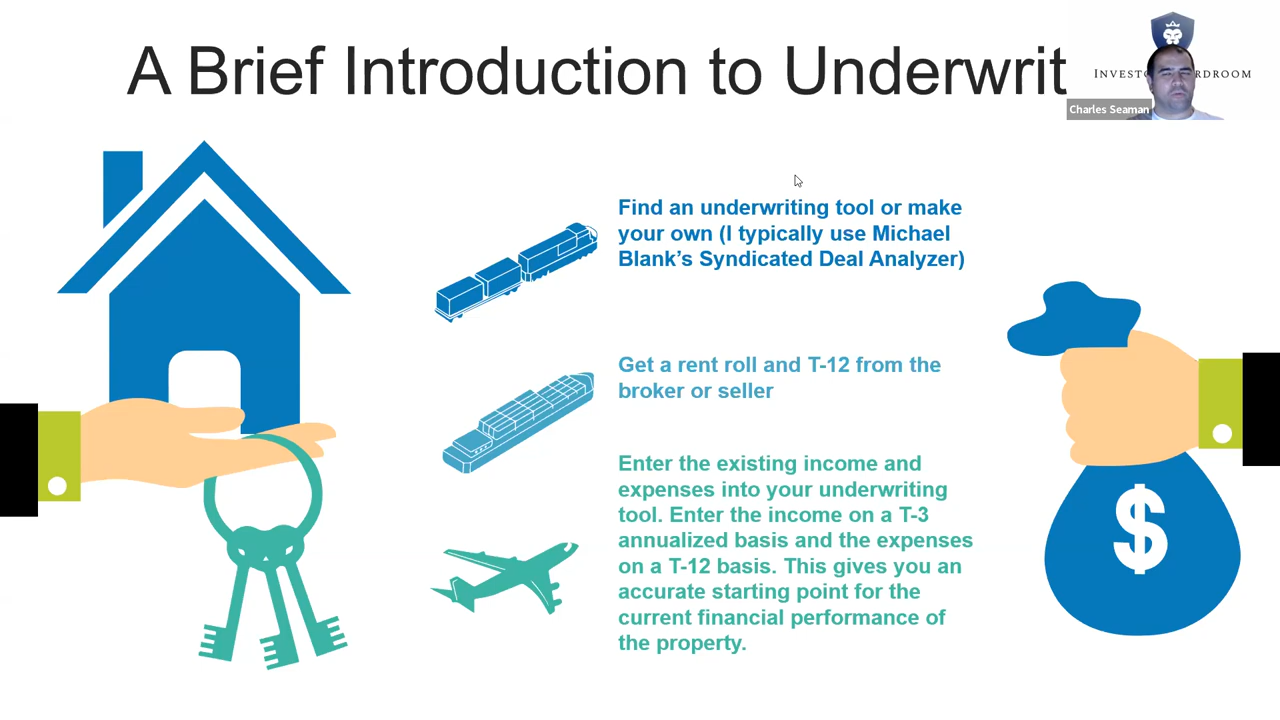 A Brief Introduction to Underwrit
INVESTO RDROOM
Charles Seaman
Find an underwriting tool or make
your own (I typically use Michael
Blank's Syndicated Deal Analyzer)
Get a rent roll and T-12 from the
broker or seller
Enter the existing income and
expenses into your underwriting
tool. Enter the income on a T-3
annualized basis and the expenses
on a T-12 basis. This gives you an
accurate starting point for the
current financial performance of
the property.
$